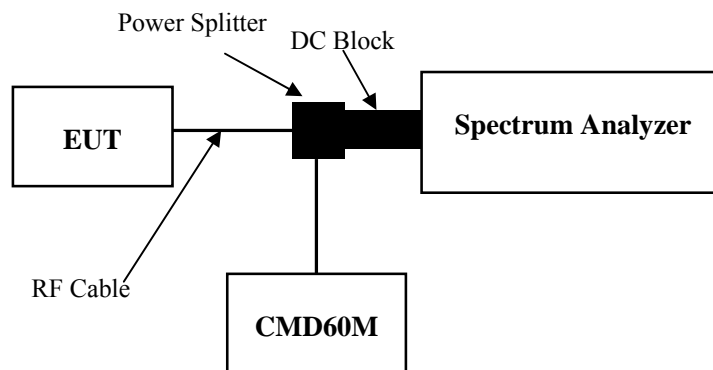 Power Splitter
DC Block
EUT
Spectrum Analyzer
RF Cable
CMD60M